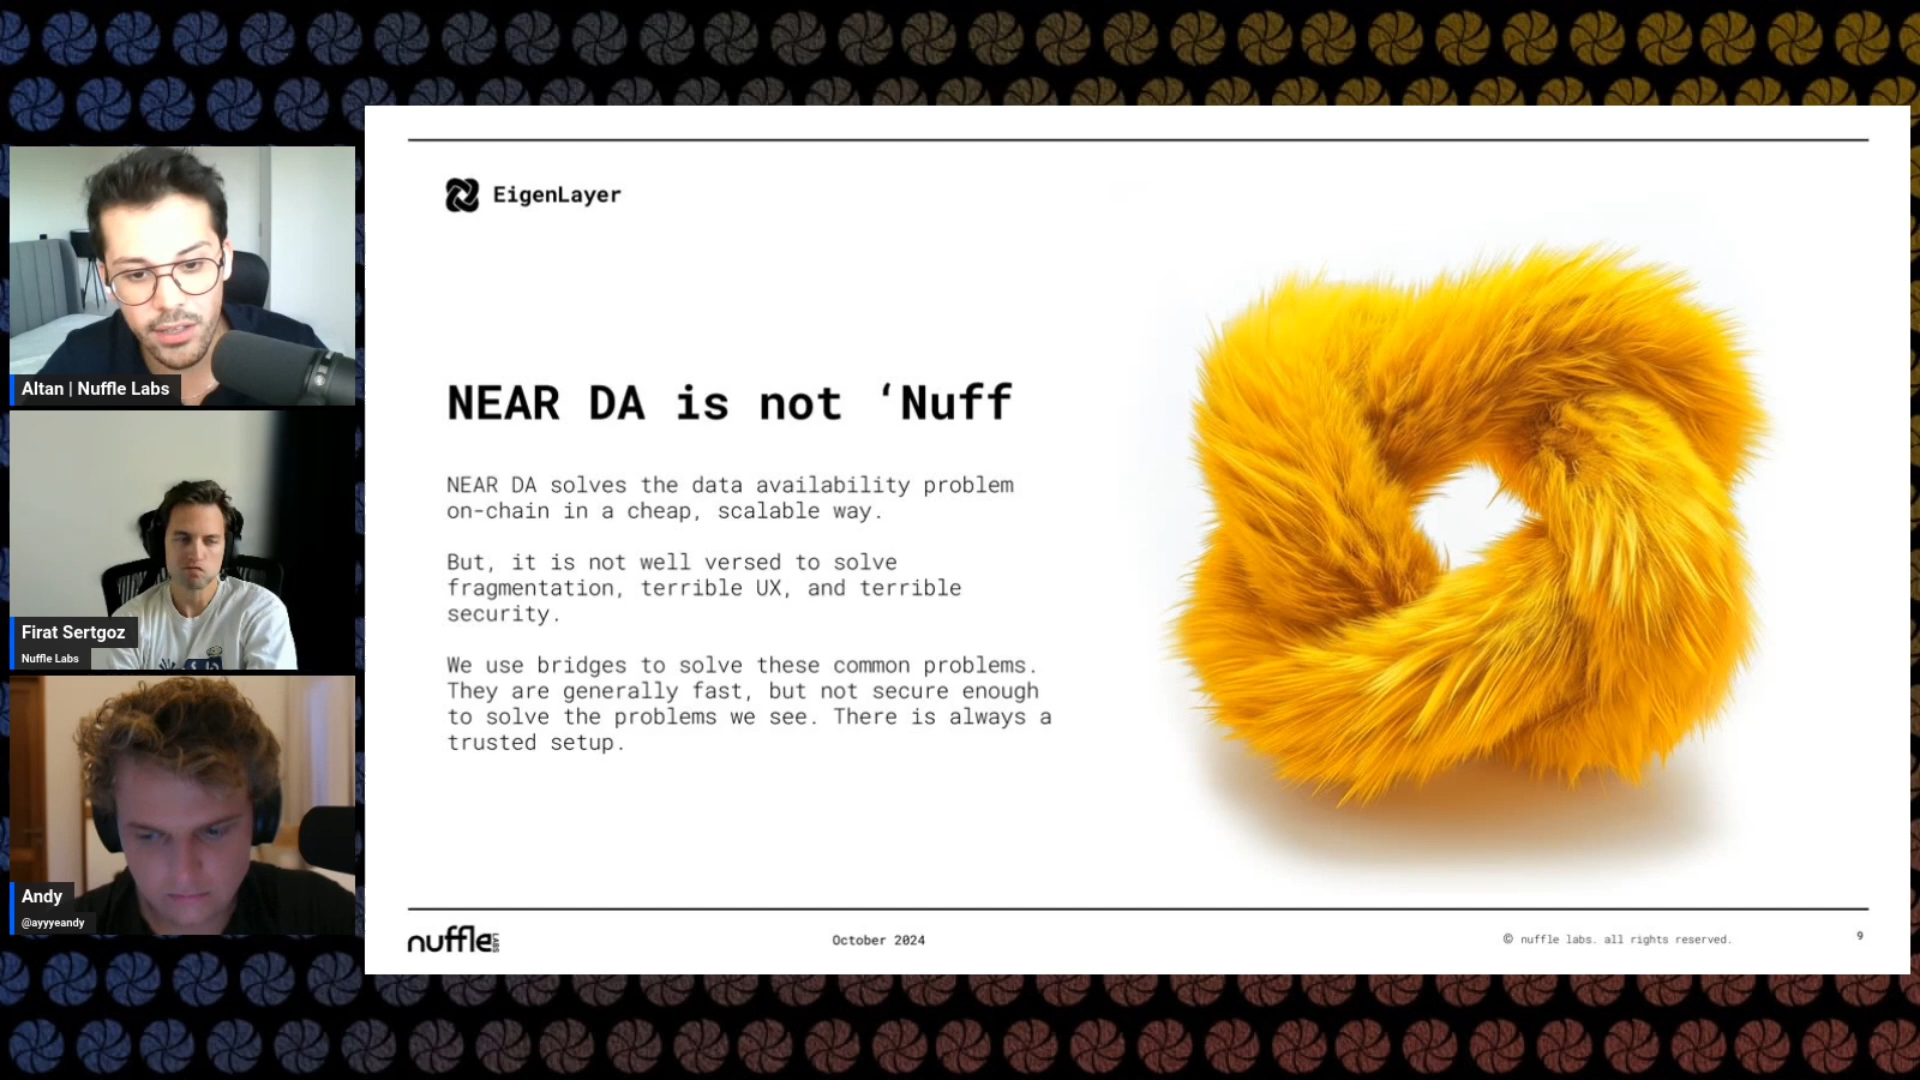 Altan | Nuffle Labs
Firat Sertgoz
Nuffle Labs
Andy
@ayyyeandy
EigenLayer
NEAR DA is not ‘Nuff
NEAR DA solves the data availability problem
on-chain in a cheap, scalable way.
But, it is not well versed to solve
fragmentation, terrible UX, and terrible
security.
We use bridges to solve these common problems.
They are generally fast, but not secure enough
to solve the problems we see. There is always a
trusted setup.
nuffle LABS
October 2024
© nuffle labs. all rights reserved.
9